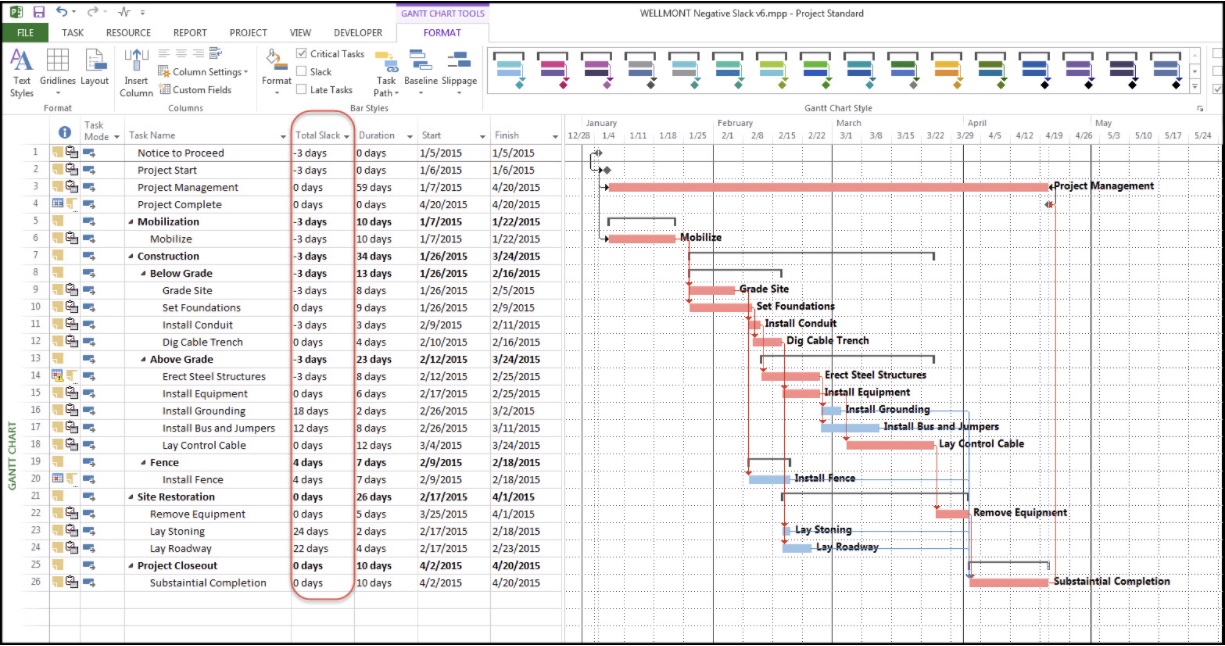 GANTT CHART TOOLS
WELLMONT Negative Slack v6.mpp - Project Standard
FILE TASK RESOURCE REPORT PROJECT VIEW DEVELOPER FORMAT
Text Styles Gridlines Layout
Format
Insert Column Column Settings Custom Fields
Columns
Format Critical Tasks Slack Late Tasks Task Path Baseline Slippage
Bar Styles
Gantt Chart Style
Task Mode Task Name Total Slack Duration Start Finish
January February March April May
12/28 1/4 1/11 1/18 1/25 2/1 2/8 2/15 2/22 3/1 3/8 3/15 3/22 3/29 4/5 4/12 4/19 4/26 5/3 5/10 5/17 5/24
1 Notice to Proceed -3 days 0 days 1/5/2015 1/5/2015
2 Project Start -3 days 0 days 1/6/2015 1/6/2015
3 Project Management 0 days 59 days 1/7/2015 4/20/2015 Project Management
4 Project Complete 0 days 0 days 4/20/2015 4/20/2015
5 Mobilization -3 days 10 days 1/7/2015 1/22/2015
6 Mobilize -3 days 10 days 1/7/2015 1/22/2015 Mobilize
7 Construction -3 days 34 days 1/26/2015 3/24/2015
8 Below Grade -3 days 13 days 1/26/2015 2/16/2015
9 Grade Site -3 days 8 days 1/26/2015 2/5/2015 Grade Site
10 Set Foundations 0 days 9 days 1/26/2015 2/9/2015 Set Foundations
11 Install Conduit -3 days 3 days 2/9/2015 2/11/2015 Install Conduit
12 Dig Cable Trench 0 days 4 days 2/10/2015 2/16/2015 Dig Cable Trench
13 Above Grade -3 days 23 days 2/12/2015 3/24/2015
14 Erect Steel Structures -3 days 8 days 2/12/2015 2/25/2015 Erect Steel Structures
15 Install Equipment 0 days 6 days 2/17/2015 2/25/2015 Install Equipment
16 Install Grounding 18 days 2 days 2/26/2015 3/2/2015 Install Grounding
17 Install Bus and Jumpers 12 days 8 days 2/26/2015 3/11/2015 Install Bus and Jumpers
18 Lay Control Cable 0 days 12 days 3/4/2015 3/24/2015 Lay Control Cable
19 Fence 4 days 7 days 2/9/2015 2/18/2015
20 Install Fence 4 days 7 days 2/9/2015 2/18/2015 Install Fence
21 Site Restoration 0 days 26 days 2/17/2015 4/1/2015
22 Remove Equipment 0 days 5 days 3/25/2015 4/1/2015 Remove Equipment
23 Lay Stoning 24 days 2 days 2/17/2015 2/18/2015 Lay Stoning
24 Lay Roadway 22 days 4 days 2/17/2015 2/23/2015 Lay Roadway
25 Project Closeout 0 days 10 days 4/2/2015 4/20/2015
26 Substaintial Completion 0 days 10 days 4/2/2015 4/20/2015 Substaintial Completion
GANTT CHART